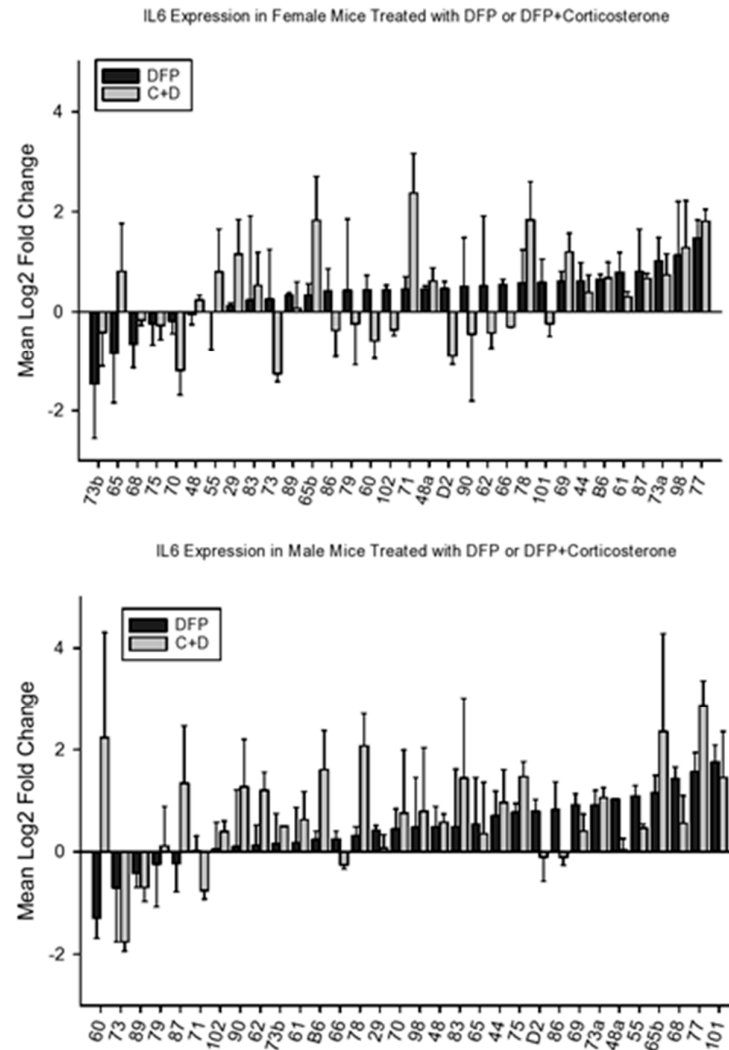 IL6 Expression in Female Mice Treated with DFP or DFP+Corticosterone
DFP
C+D
Mean Log2 Fold Change
4
2
0
-2
73b 65 68 75 70 48 55 29 83 73 89 65b 86 79 60 102 71 48a D2 90 62 66 78 101 69 44 B6 61 87 73a 98 77
IL6 Expression in Male Mice Treated with DFP or DFP+Corticosterone
DFP
C+D
Mean Log2 Fold Change
4
2
0
-2
60 73 89 79 87 71 102 90 62 73b 61 B6 66 78 29 70 98 48 83 65 44 75 D2 86 69 73a 48a 55 65b 68 77 101